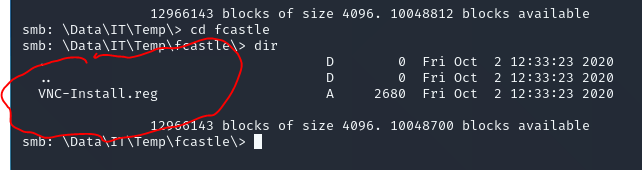 12966143 blocks of size 4096. 10048812 blocks available
smb: \Data\IT\Temp\> cd fcastle
smb: \Data\IT\Temp\fcastle\> dir
. D 0 Fri Oct 2 12:33:23 2020
.. D 0 Fri Oct 2 12:33:23 2020
VNC-Install.reg A 2680 Fri Oct 2 12:33:23 2020
12966143 blocks of size 4096. 10048700 blocks available
smb: \Data\IT\Temp\fcastle\>